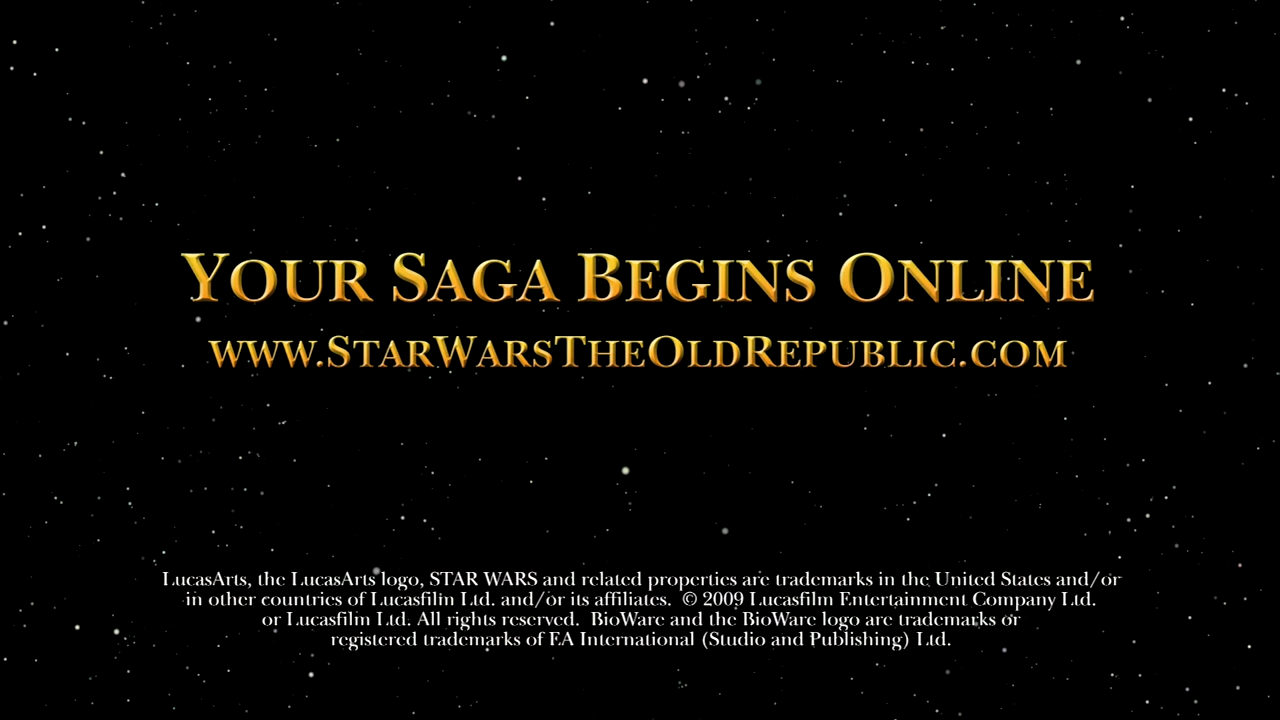 YOUR SAGA BEGINS ONLINE
WWW.STARWARSTHEOLDREPUBLIC.COM
LucasArts, the LucasArts logo, STAR WARS and related properties are trademarks in the United States and/or
in other countries of Lucasfilm Ltd. and/or its affiliates. © 2009 Lucasfilm Entertainment Company Ltd.
or Lucasfilm Ltd. All rights reserved. BioWare and the BioWare logo are trademarks or
registered trademarks of EA International (Studio and Publishing) Ltd.